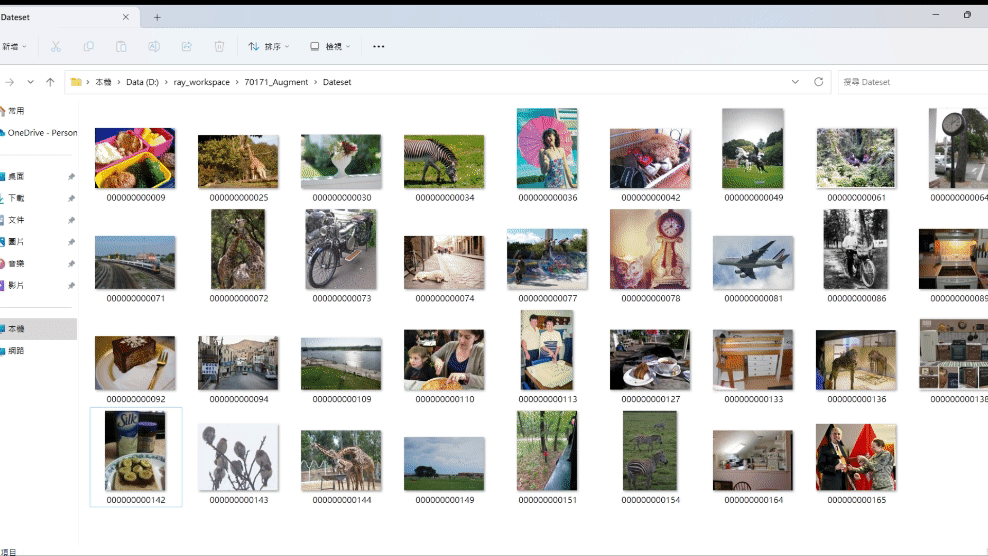 Dateset
新增
排序
檢視
本機 > Data (D:) > ray_workspace > 70171_Augment > Dateset
搜尋 Dateset
常用
OneDrive - Person
桌面
下載
文件
圖片
音樂
影片
本機
網路
000000000009 000000000025 000000000030 000000000034 000000000036 000000000042 000000000049 000000000061 00000000064
000000000071 000000000072 000000000073 000000000074 000000000077 000000000078 000000000081 000000000086 00000000089
000000000092 000000000094 000000000109 000000000110 000000000113 000000000127 000000000133 000000000136 00000000138
000000000142 000000000143 000000000144 000000000149 000000000151 000000000154 000000000164 000000000165
項目